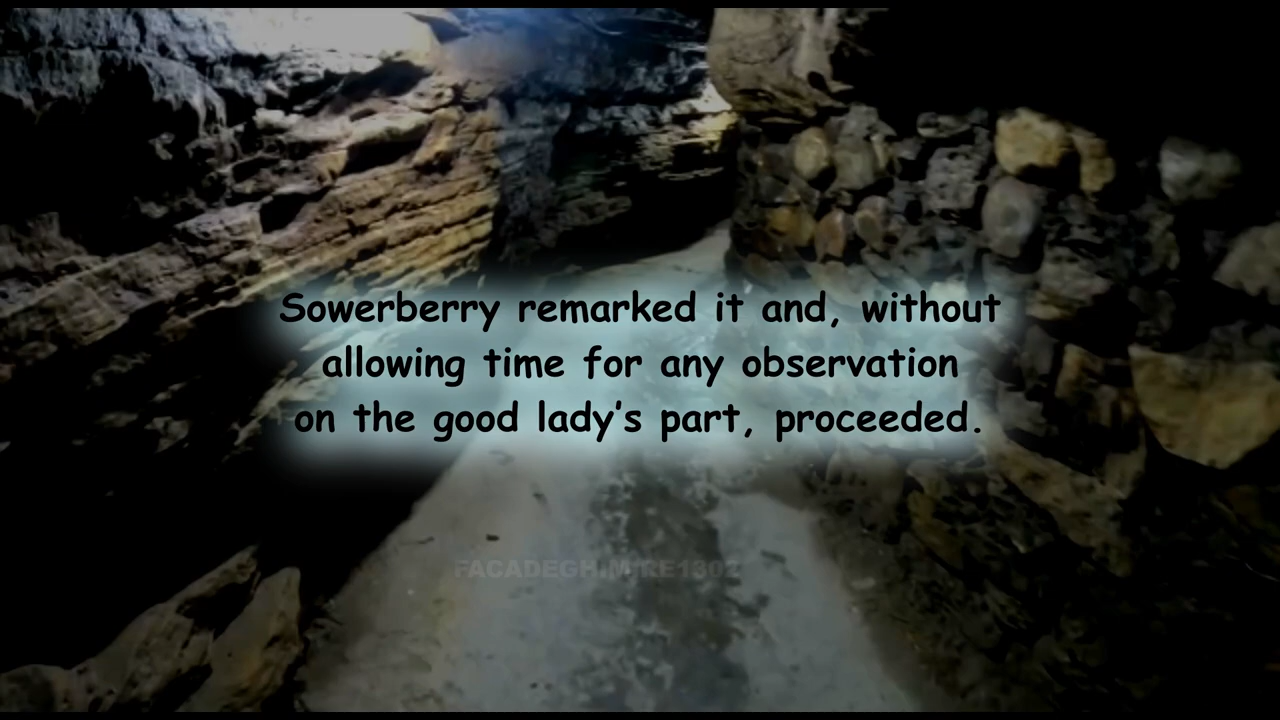 Sowerberry remarked it and, without
allowing time for any observation
on the good lady's part, proceeded.